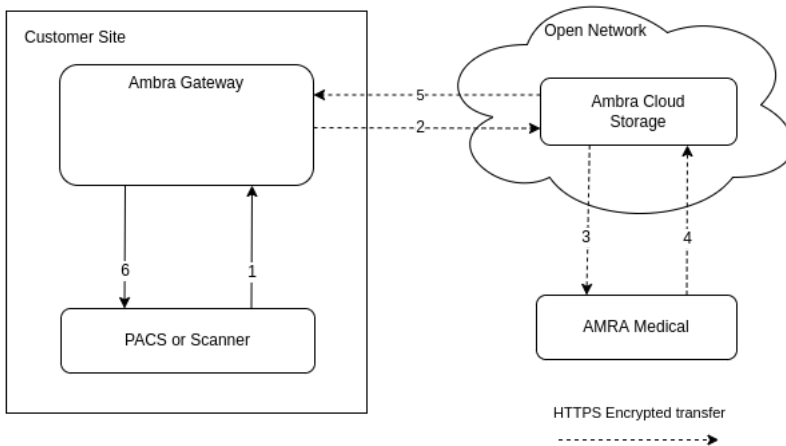 Customer Site
Ambra Gateway
Open Network
Ambra Cloud
Storage
5
2
6
1
3
4
PACS or Scanner
AMRA Medical
HTTPS Encrypted transfer